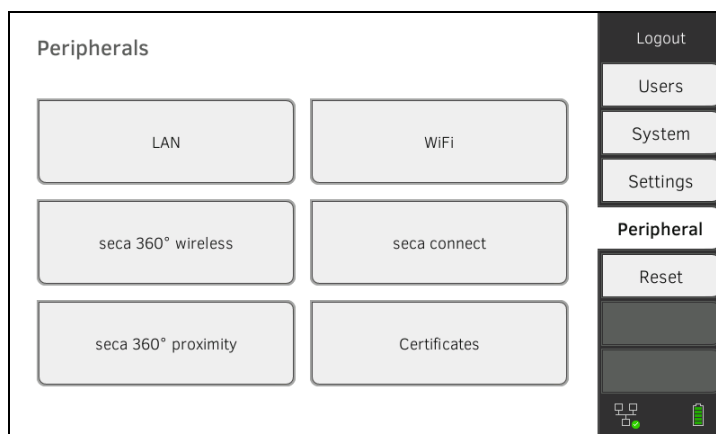 Peripherals
LAN
WiFi
seca 360° wireless
seca connect
seca 360° proximity
Certificates
Logout
Users
System
Settings
Peripheral
Reset